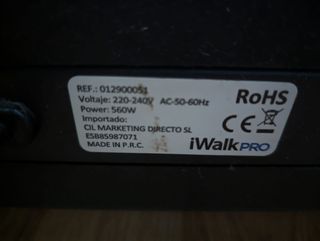 REF.: 012900051
Voltaje: 220-240V AC-50-60Hz
Power: 560W
Importado:
CIL MARKETING DIRECTO SL
ESB85987071
MADE IN P.R.C.
RoHS
CE
iWalkPRO